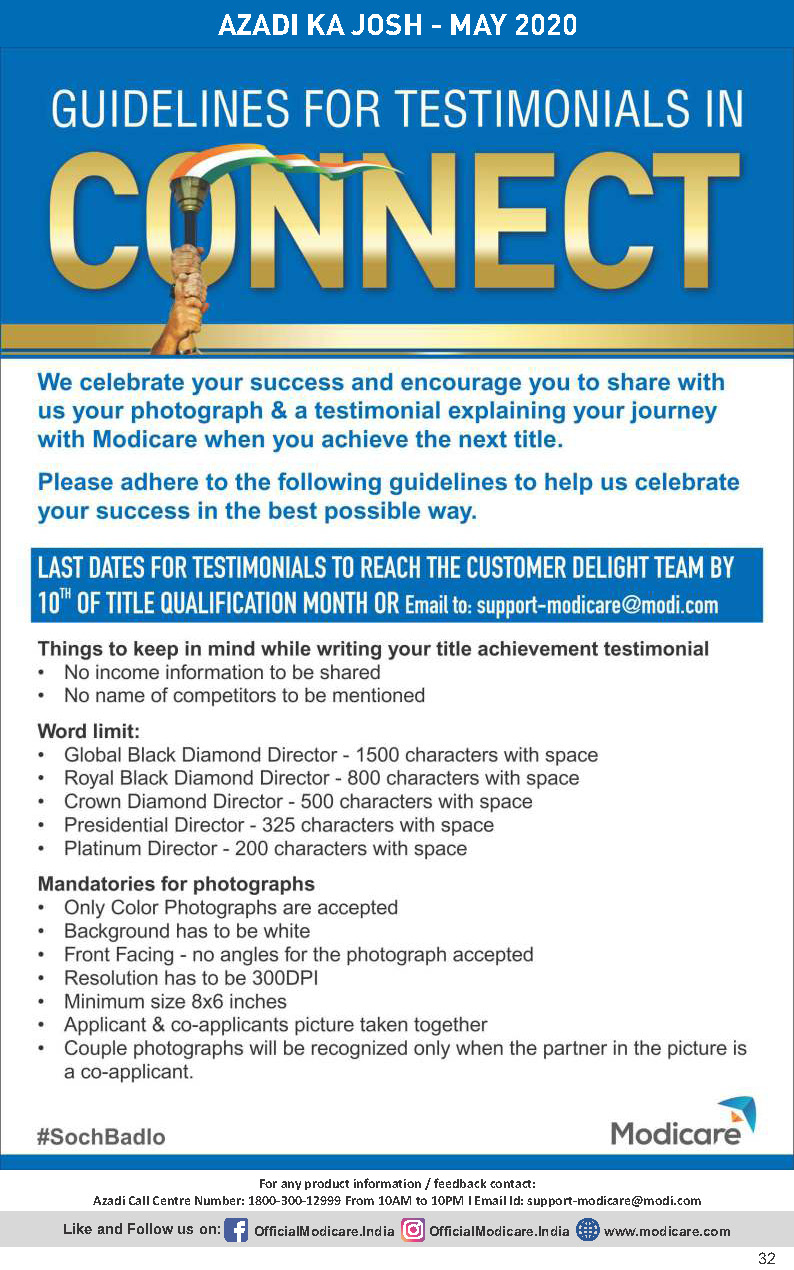 AZADI KA JOSH - MAY 2020
GUIDELINES FOR TESTIMONIALS IN
CONNECT
We celebrate your success and encourage you to share with
us your photograph & a testimonial explaining your journey
with Modicare when you achieve the next title.
Please adhere to the following guidelines to help us celebrate
your success in the best possible way.
LAST DATES FOR TESTIMONIALS TO REACH THE CUSTOMER DELIGHT TEAM BY
10TH OF TITLE QUALIFICATION MONTH OR Email to: support-modicare@modi.com
Things to keep in mind while writing your title achievement testimonial
• No income information to be shared
• No name of competitors to be mentioned
Word limit:
• Global Black Diamond Director - 1500 characters with space
• Royal Black Diamond Director - 800 characters with space
• Crown Diamond Director - 500 characters with space
• Presidential Director - 325 characters with space
• Platinum Director - 200 characters with space
Mandatories for photographs
• Only Color Photographs are accepted
• Background has to be white
• Front Facing - no angles for the photograph accepted
• Resolution has to be 300DPI
• Minimum size 8x6 inches
• Applicant & co-applicants picture taken together
• Couple photographs will be recognized only when the partner in the picture is
a co-applicant.
#SochBadlo
Modicare
For any product information / feedback contact:
Azadi Call Centre Number: 1800-300-12999 From 10AM to 10PM I Email Id: support-modicare@modi.com
Like and Follow us on: OfficialModicare.India OfficialModicare.India www.modicare.com
32